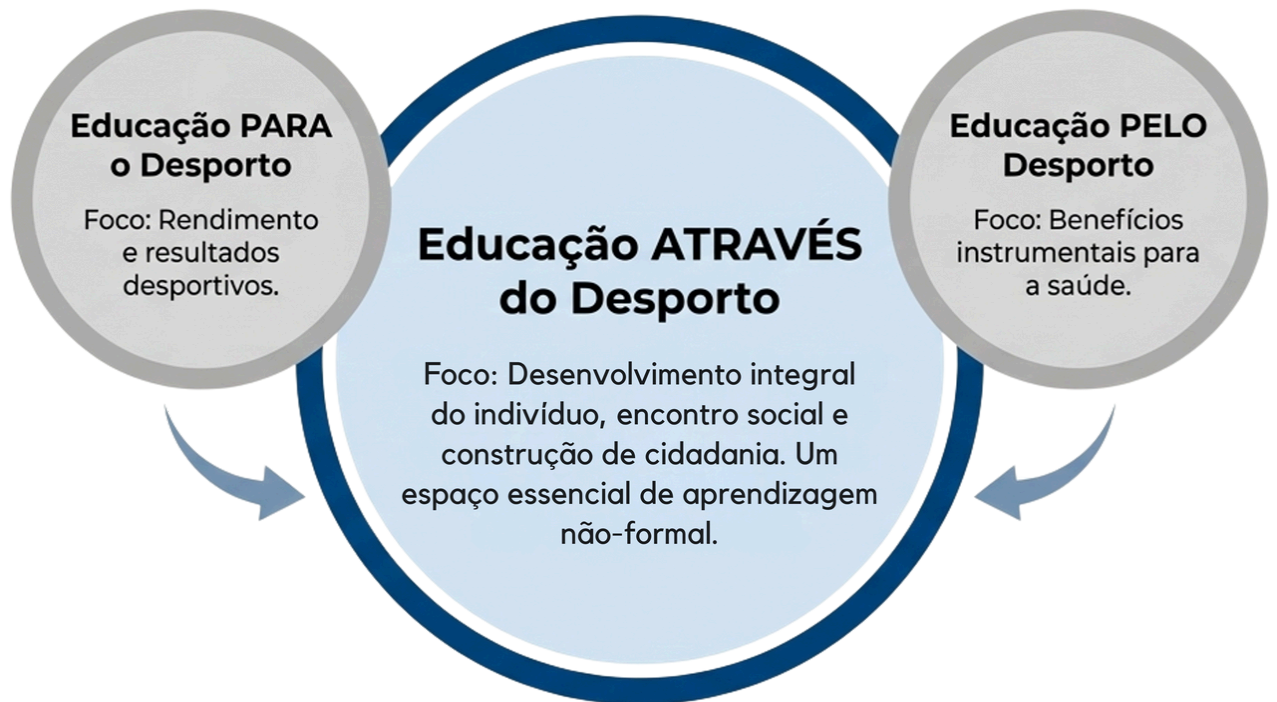 Educação PARA
o Desporto
Foco: Rendimento
e resultados
desportivos.
Educação ATRAVÉS
do Desporto
Foco: Desenvolvimento integral
do indivíduo, encontro social e
construção de cidadania. Um
espaço essencial de aprendizagem
não-formal.
Educação PELO
Desporto
Foco: Benefícios
instrumentais para
a saúde.